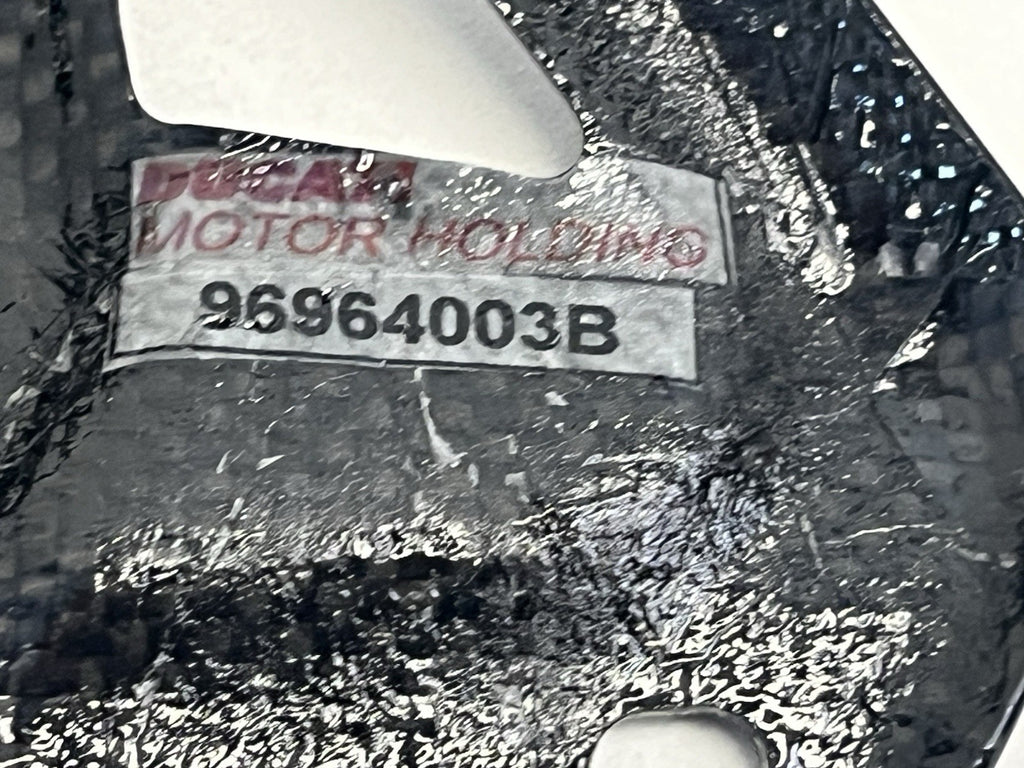 DUCATI
MOTOR HOLDING
96964003B